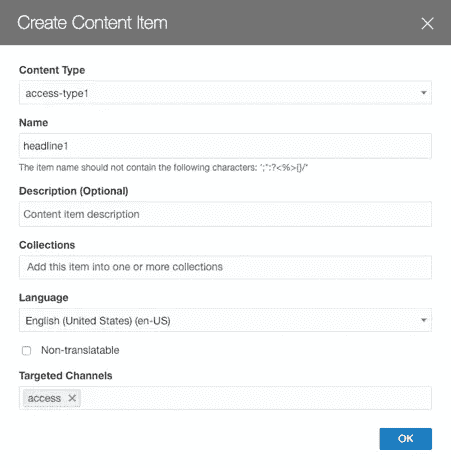 Create Content Item
Content Type
access-type1
Name
headline1
The item name should not contain the following characters: ';":?<%>{}/*
Description (Optional)
Content item description
Collections
Add this item into one or more collections
Language
English (United States) (en-US)
Non-translatable
Targeted Channels
access
OK